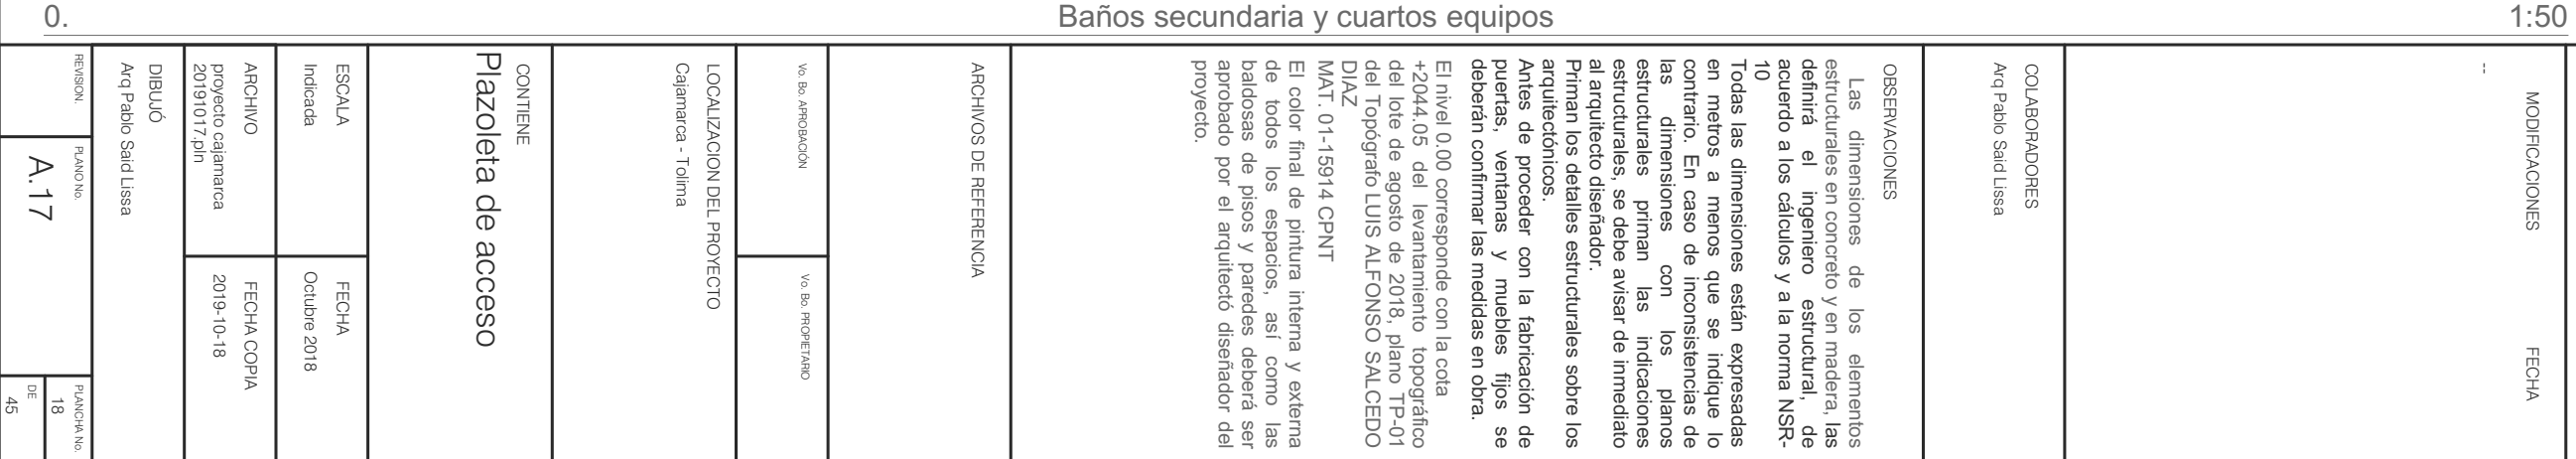 0.
Baños secundaria y cuartos equipos
1:50
MODIFICACIONES
FECHA
--
COLABORADORES
Arq Pablo Said Lissa
OBSERVACIONES
Las dimensiones de los elementos
estructurales en concreto y en madera, las
definirá el ingeniero estructural, de
acuerdo a los cálculos y a la norma NSR-
10
Todas las dimensiones están expresadas
en metros a menos que se indique lo
contrario. En caso de inconsistencias de
las dimensiones con los planos
estructurales priman las indicaciones
estructurales, se debe avisar de inmediato
al arquitecto diseñador.
Priman los detalles estructurales sobre los
arquitectónicos.
Antes de proceder con la fabricación de
puertas, ventanas y muebles fijos se
deberán confirmar las medidas en obra.
El nivel 0.00 corresponde con la cota
+2044.05 del levantamiento topográfico
del lote de agosto de 2018, plano TP-01
del Topógrafo LUIS ALFONSO SALCEDO
DIAZ
MAT. 01-15914 CPNT
El color final de pintura interna y externa
de todos los espacios, así como las
baldosas de pisos y paredes deberá ser
aprobado por el arquitectó diseñador del
proyecto.
ARCHIVOS DE REFERENCIA
Vo. Bo. APROBACIÓN
Vo. Bo. PROPIETARIO
LOCALIZACION DEL PROYECTO
Cajamarca - Tolima
CONTIENE
Plazoleta de acceso
ESCALA
Indicada
FECHA
Octubre 2018
ARCHIVO
proyecto cajamarca
20191017.pln
FECHA COPIA
2019-10-18
DIBUJÓ
Arq Pablo Said Lissa
REVISION.
PLANO No.
A.17
PLANCHA No.
18
DE
45